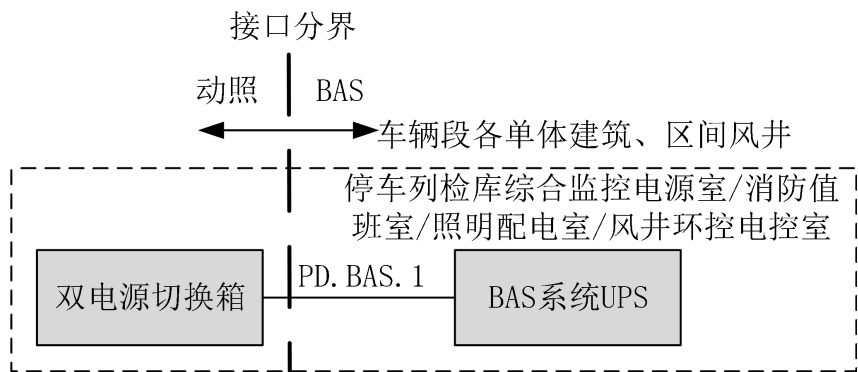 接口分界
动照 BAS
车辆段各单体建筑、区间风井
停车列检库综合监控电源室/消防值
班室/照明配电室/风井环控电控室
双电源切换箱
PD.BAS.1
BAS系统UPS